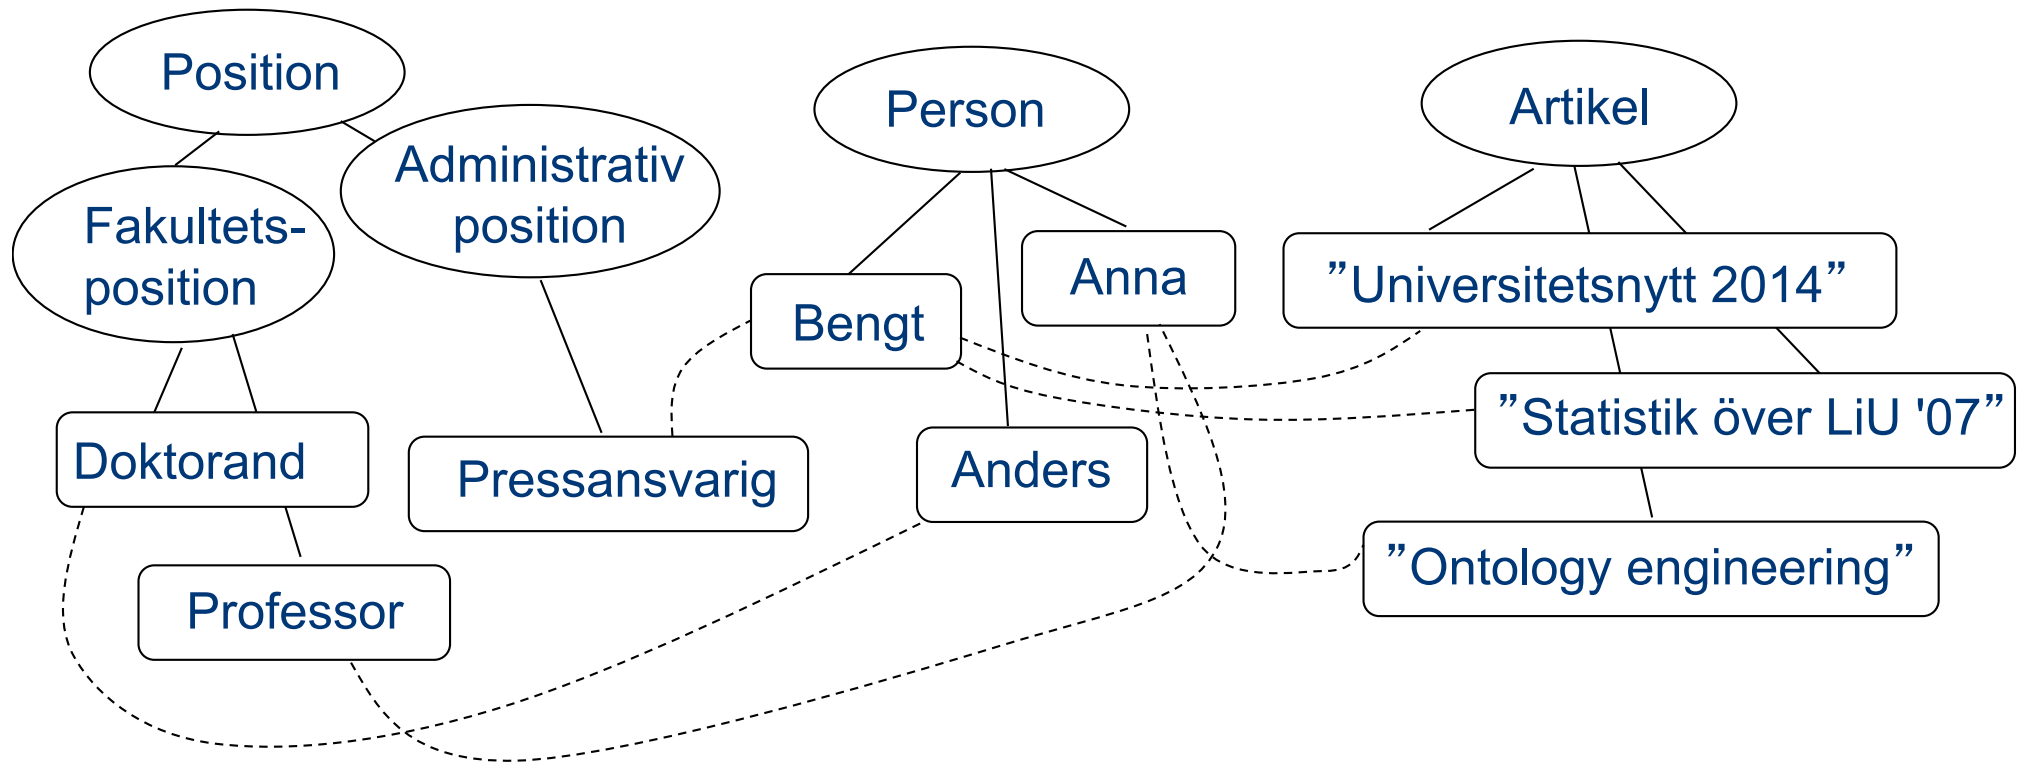 Position
Administrativ
position
Fakultets-
position
Doktorand
Pressansvarig
Professor
Person
Bengt
Anna
Anders
Artikel
”Universitetsnytt 2014”
”Statistik över LiU '07”
”Ontology engineering”